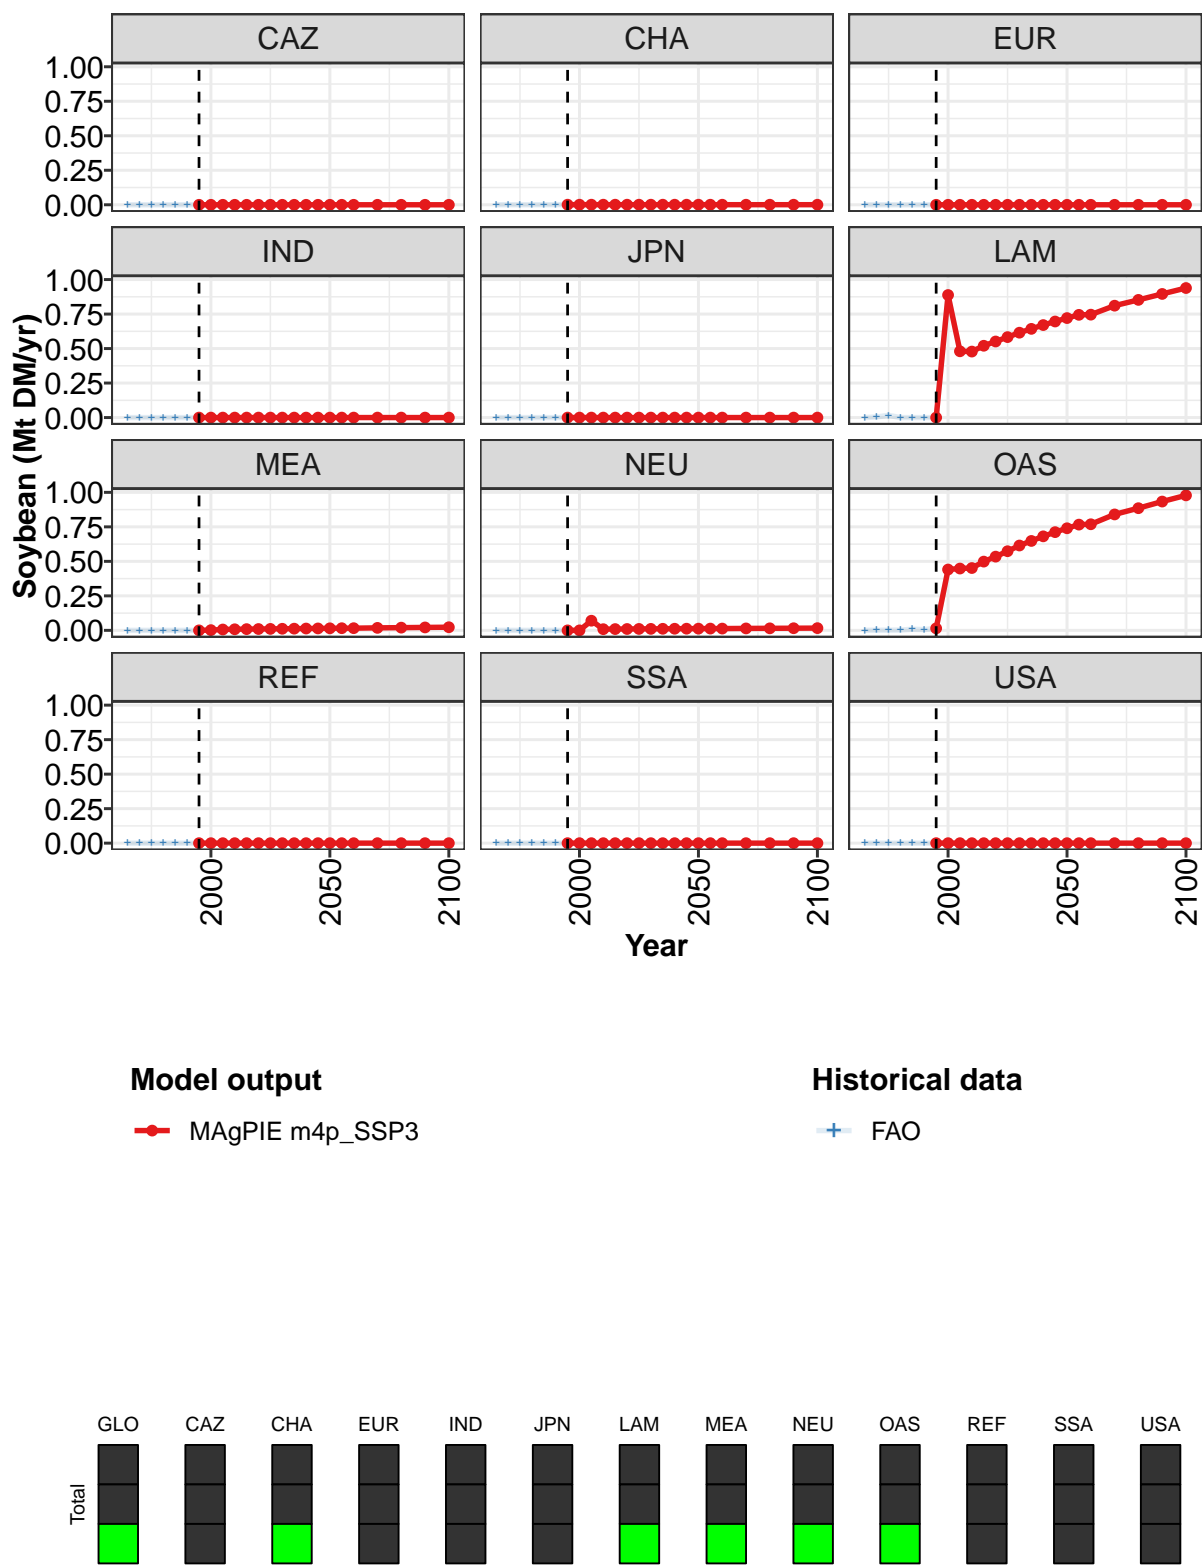 CAZ CHA EUR
1.00
0.75
0.50
0.25
0.00
IND JPN LAM
1.00
0.75
0.50
0.25
0.00
MEA NEU OAS
1.00
0.75
0.50
0.25
0.00
REF SSA USA
1.00
0.75
0.50
0.25
0.00
Soybean (Mt DM/yr)
2000 2050 2100 2000 2050 2100 2000 2050 2100
Year
Model output Historical data
MAgPIE m4p_SSP3 FAO
GLO CAZ CHA EUR IND JPN LAM MEA NEU OAS REF SSA USA
Total